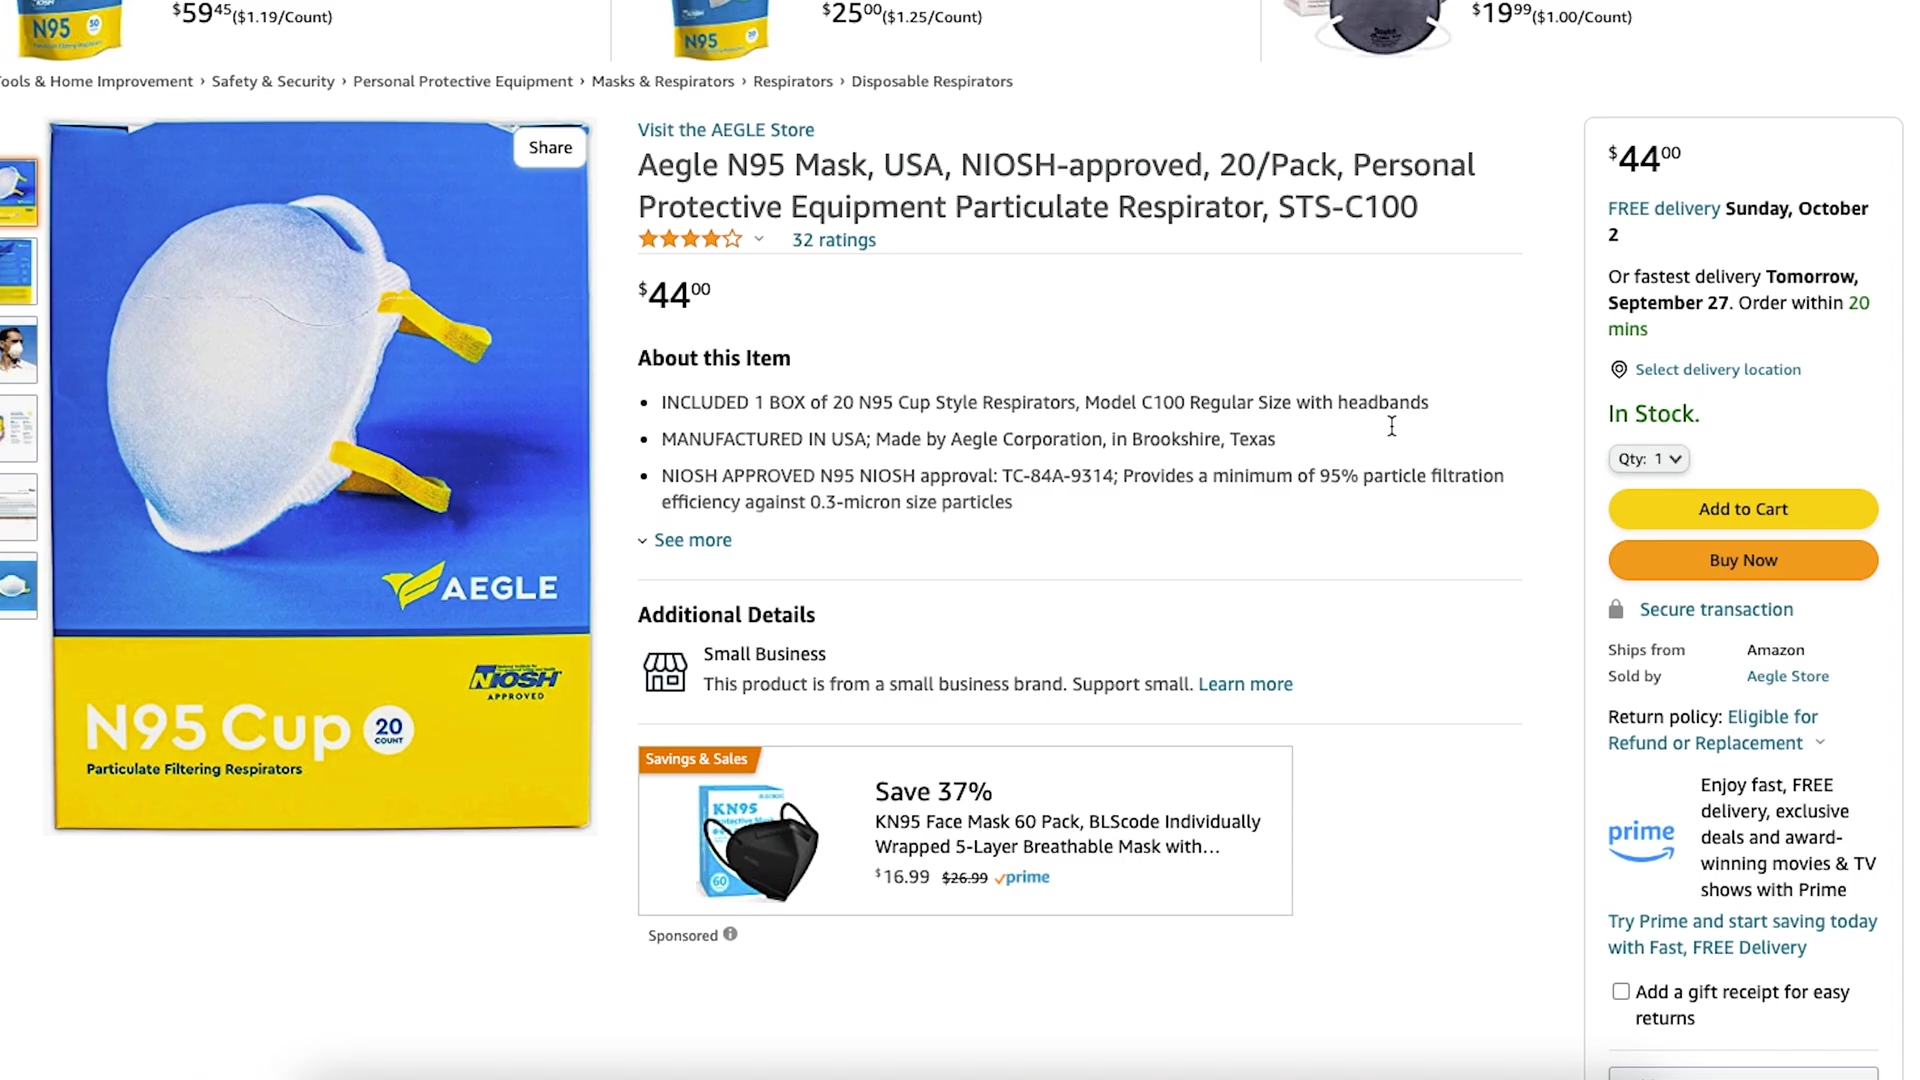 $59.45($1.19/Count)
$25.00($1.25/Count)
$19.99($1.00/Count)
N95
N95
ools & Home Improvement › Safety & Security › Personal Protective Equipment › Masks & Respirators › Respirators › Disposable Respirators
Share
AEGLE
NIOSH
APPROVED
N95 Cup 20
COUNT
Particulate Filtering Respirators
Visit the AEGLE Store
Aegle N95 Mask, USA, NIOSH-approved, 20/Pack, Personal
Protective Equipment Particulate Respirator, STS-C100
32 ratings
$44.00
About this Item
• INCLUDED 1 BOX of 20 N95 Cup Style Respirators, Model C100 Regular Size with headbands
• MANUFACTURED IN USA; Made by Aegle Corporation, in Brookshire, Texas
• NIOSH APPROVED N95 NIOSH approval: TC-84A-9314; Provides a minimum of 95% particle filtration
efficiency against 0.3-micron size particles
See more
Additional Details
Small Business
This product is from a small business brand. Support small. Learn more
Savings & Sales
KN95
60
Save 37%
KN95 Face Mask 60 Pack, BLScode Individually
Wrapped 5-Layer Breathable Mask with...
$16.99 $26.99 prime
Sponsored
$44.00
FREE delivery Sunday, October
2
Or fastest delivery Tomorrow,
September 27. Order within 20
mins
Select delivery location
In Stock.
Qty: 1
Add to Cart
Buy Now
Secure transaction
Ships from Amazon
Sold by Aegle Store
Return policy: Eligible for
Refund or Replacement
prime
Enjoy fast, FREE
delivery, exclusive
deals and award-
winning movies & TV
shows with Prime
Try Prime and start saving today
with Fast, FREE Delivery
Add a gift receipt for easy
returns